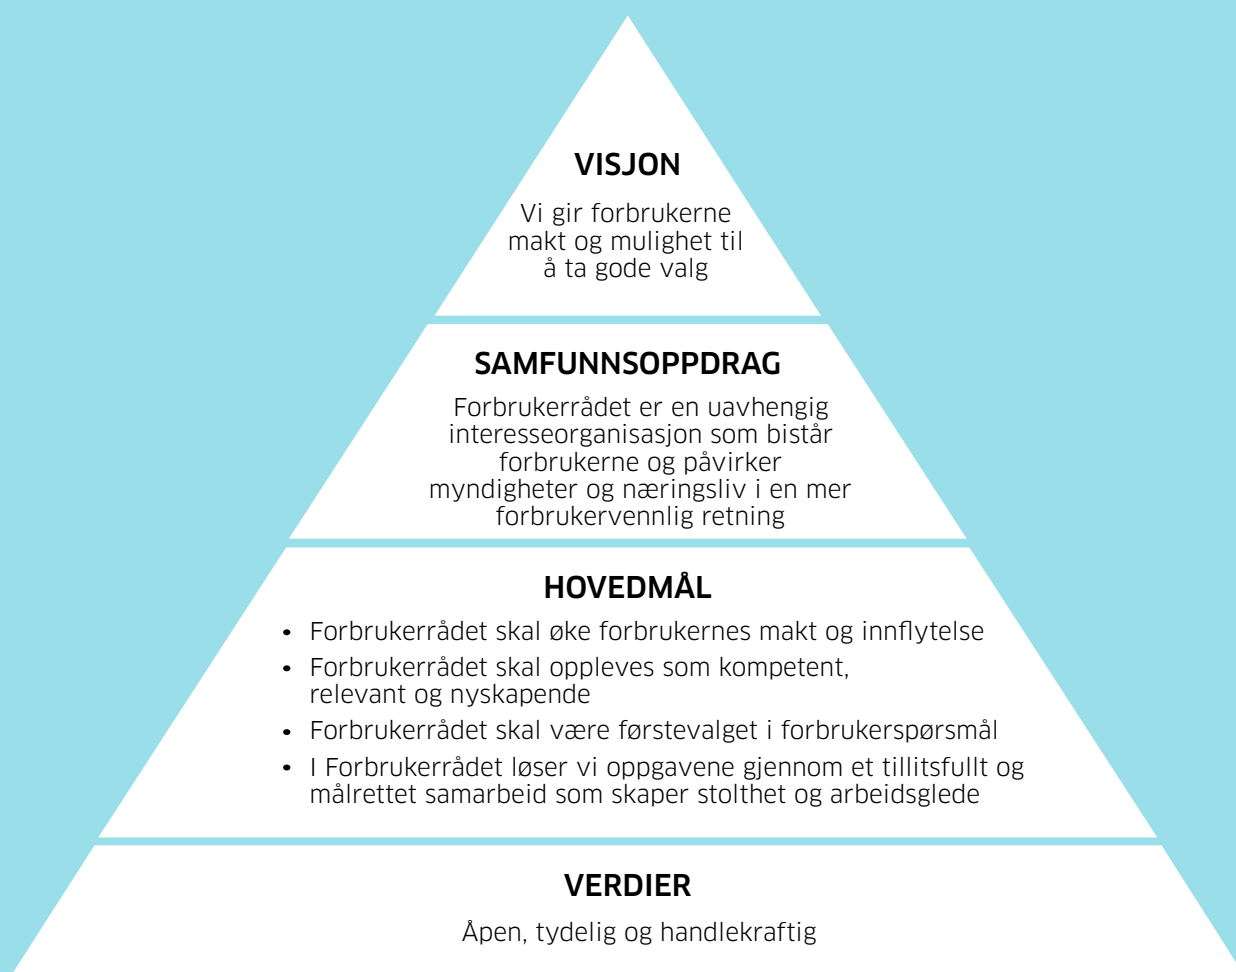 VISJON
Vi gir forbrukerne
makt og mulighet til
å ta gode valg
SAMFUNNSOPPDRAG
Forbrukerrådet er en uavhengig
interesseorganisasjon som bistår
forbrukerne og påvirker
myndigheter og næringsliv i en mer
forbrukervennlig retning
HOVEDMÅL
• Forbrukerrådet skal øke forbrukernes makt og innflytelse
• Forbrukerrådet skal oppleves som kompetent,
relevant og nyskapende
• Forbrukerrådet skal være førstevalget i forbrukerspørsmål
• I Forbrukerrådet løser vi oppgavene gjennom et tillitsfullt og
målrettet samarbeid som skaper stolthet og arbeidsglede
VERDIER
Åpen, tydelig og handlekraftig